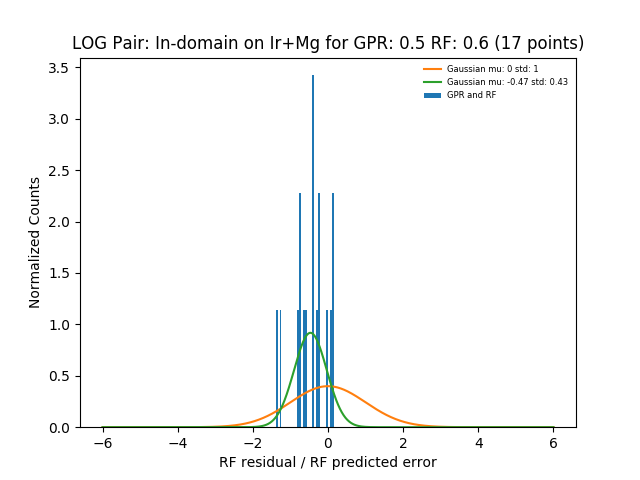 LOG Pair: In-domain on Ir+Mg for GPR: 0.5 RF: 0.6 (17 points)
Gaussian mu: 0 std: 1
Gaussian mu: -0.47 std: 0.43
GPR and RF
Normalized Counts
3.5
3.0
2.5
2.0
1.5
1.0
0.5
0.0
−6
−4
−2
0
2
4
6
RF residual / RF predicted error